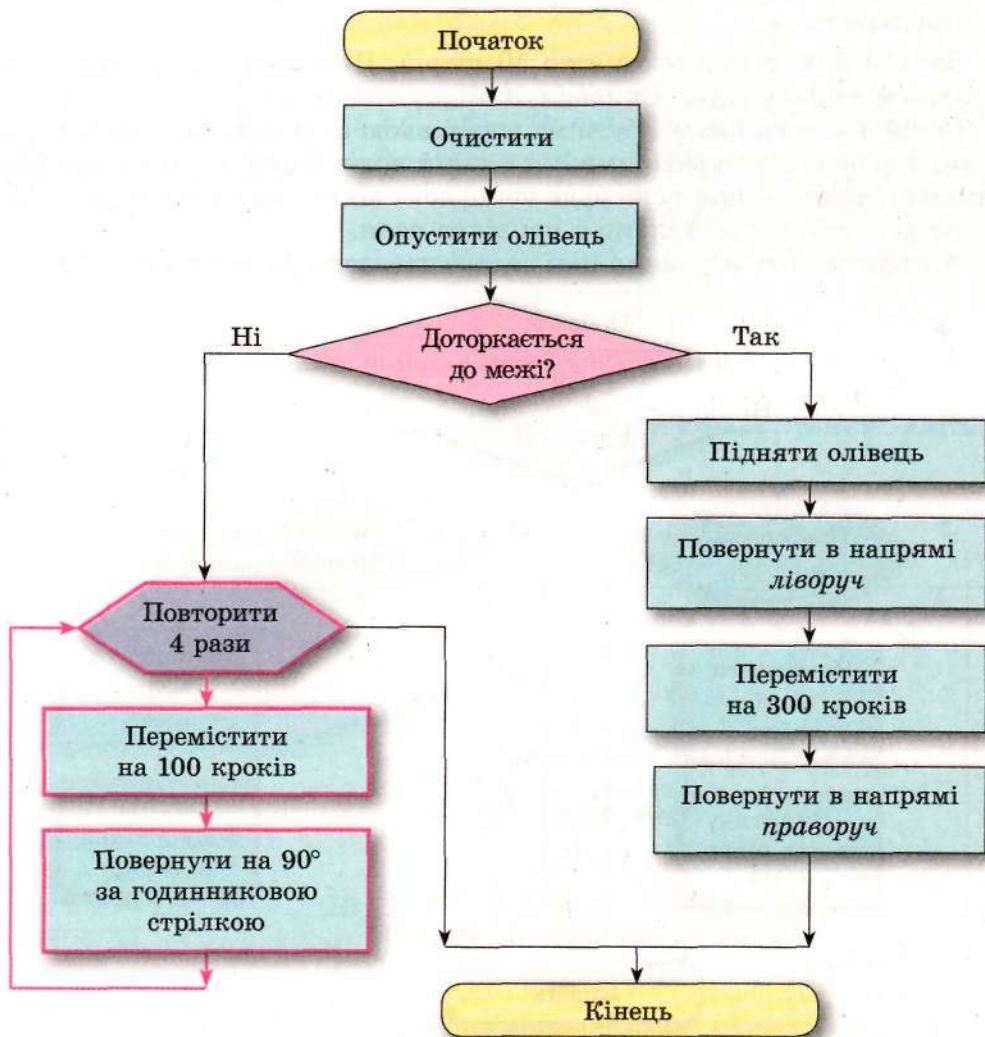 Початок
Очистити
Опустити олівець
Доторкається
до межі?
Ні
Так
Підняти олівець
Повернути в напрямі
ліворуч
Перемістити
на 300 кроків
Повернути в напрямі
праворуч
Повторити
4 рази
Перемістити
на 100 кроків
Повернути на 90°
за годинниковою
стрілкою
Кінець